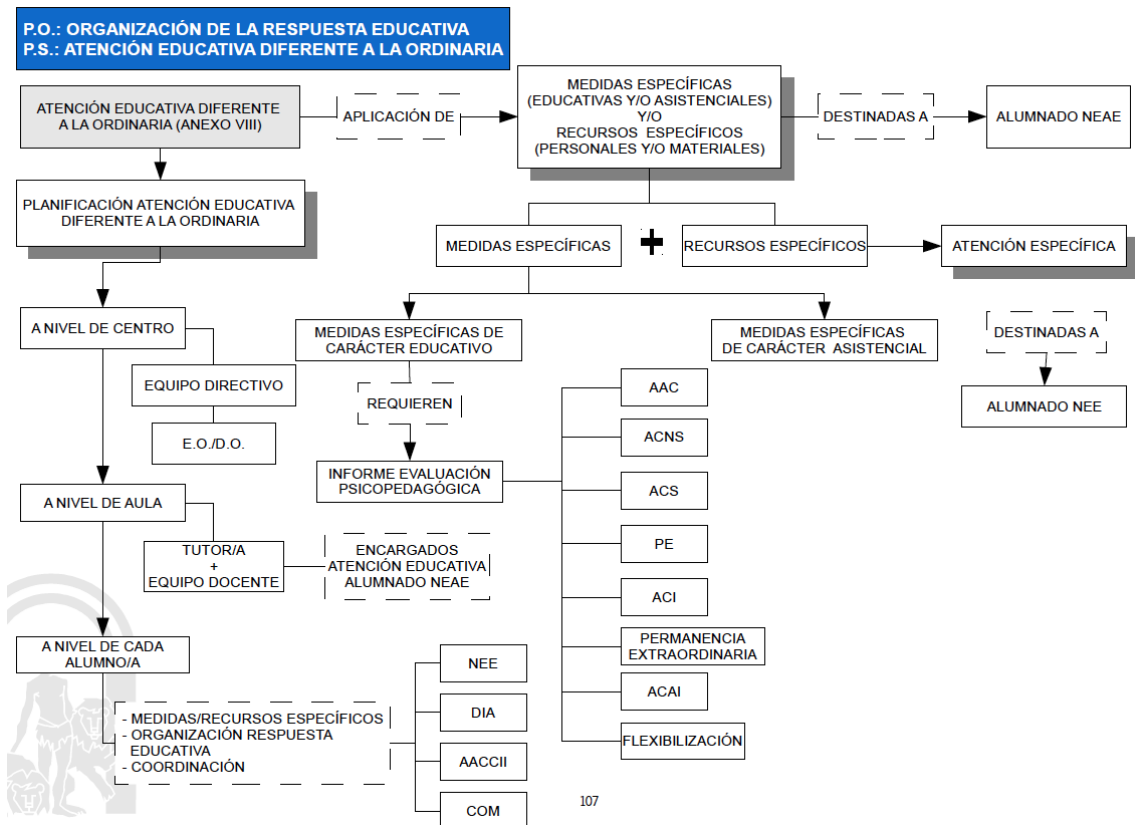 P.O.: ORGANIZACIÓN DE LA RESPUESTA EDUCATIVA
P.S.: ATENCIÓN EDUCATIVA DIFERENTE A LA ORDINARIA
ATENCIÓN EDUCATIVA DIFERENTE
A LA ORDINARIA (ANEXO VIII)
APLICACIÓN DE
MEDIDAS ESPECÍFICAS
(EDUCATIVAS Y/O ASISTENCIALES)
Y/O
RECURSOS ESPECÍFICOS
(PERSONALES Y/O MATERIALES)
DESTINADAS A
ALUMNADO NEAE
PLANIFICACIÓN ATENCIÓN EDUCATIVA
DIFERENTE A LA ORDINARIA
MEDIDAS ESPECÍFICAS
+
RECURSOS ESPECÍFICOS
ATENCIÓN ESPECÍFICA
A NIVEL DE CENTRO
EQUIPO DIRECTIVO
E.O./D.O.
MEDIDAS ESPECÍFICAS DE
CARÁCTER EDUCATIVO
MEDIDAS ESPECÍFICAS
DE CARÁCTER ASISTENCIAL
DESTINADAS A
ALUMNADO NEE
REQUIEREN
INFORME EVALUACIÓN
PSICOPEDAGÓGICA
AAC
ACNS
ACS
PE
ACI
PERMANENCIA
EXTRAORDINARIA
ACAI
FLEXIBILIZACIÓN
A NIVEL DE AULA
TUTOR/A
+
EQUIPO DOCENTE
ENCARGADOS
ATENCIÓN EDUCATIVA
ALUMNADO NEAE
A NIVEL DE CADA
ALUMNO/A
- MEDIDAS/RECURSOS ESPECÍFICOS
- ORGANIZACIÓN RESPUESTA
EDUCATIVA
- COORDINACIÓN
NEE
DIA
AACCII
COM
107